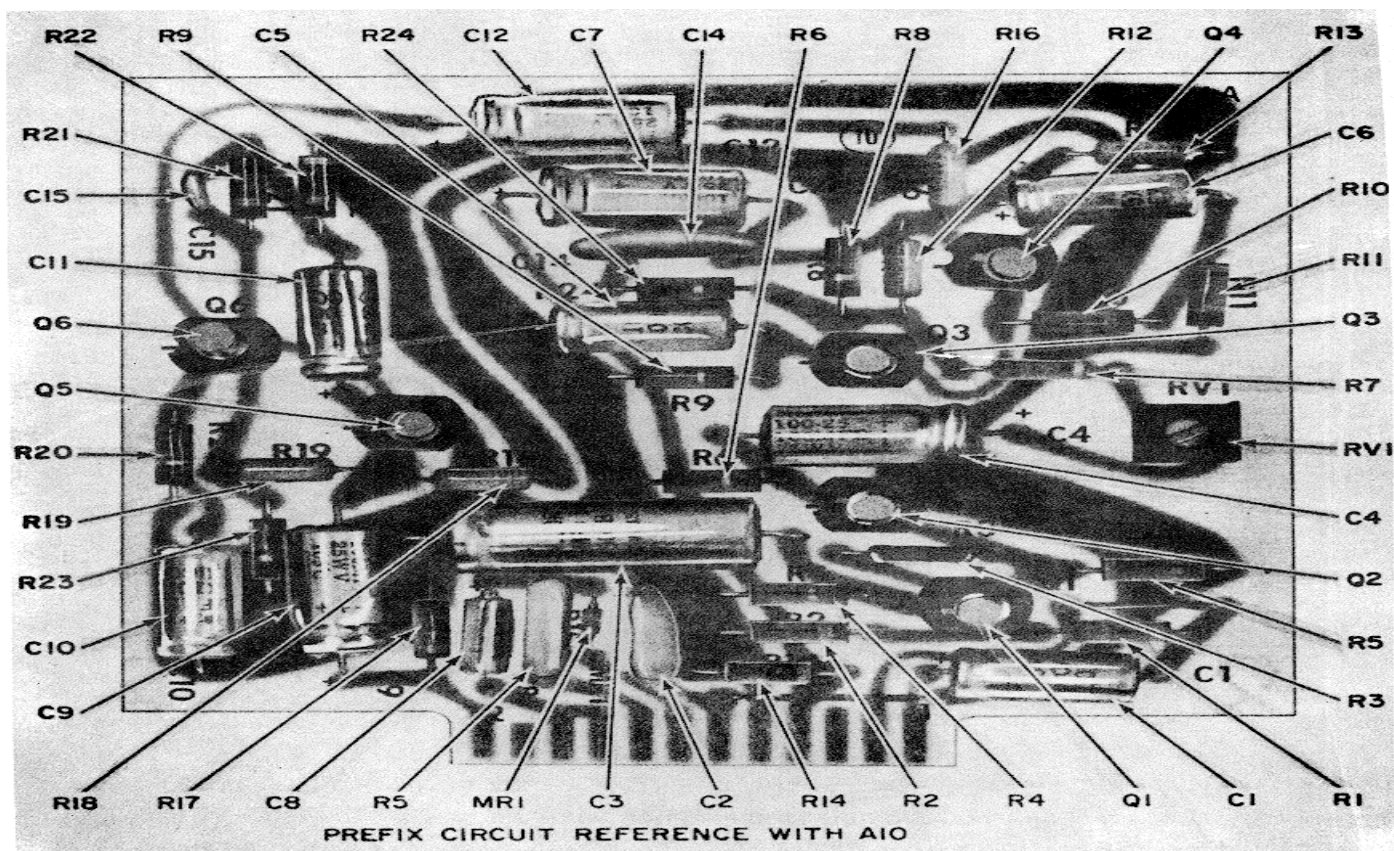 R22 R9 C5 R24 C12 C7 C14 R6 R8 R16 R12 Q4 R13
R21
C15
C11
Q6
Q5
R20
R19
R23
C10
C9
C6
R10
R11
Q3
R7
RV1
C4
Q2
R5
R3
A
C12
+
+
C15
Q6
Q3
RV1
R9
+
+
C4
R19
25WV
C1
R18 R17 C8 R5 MR1 C3 C2 R14 R2 R4 Q1 C1 R1
PREFIX CIRCUIT REFERENCE WITH A10